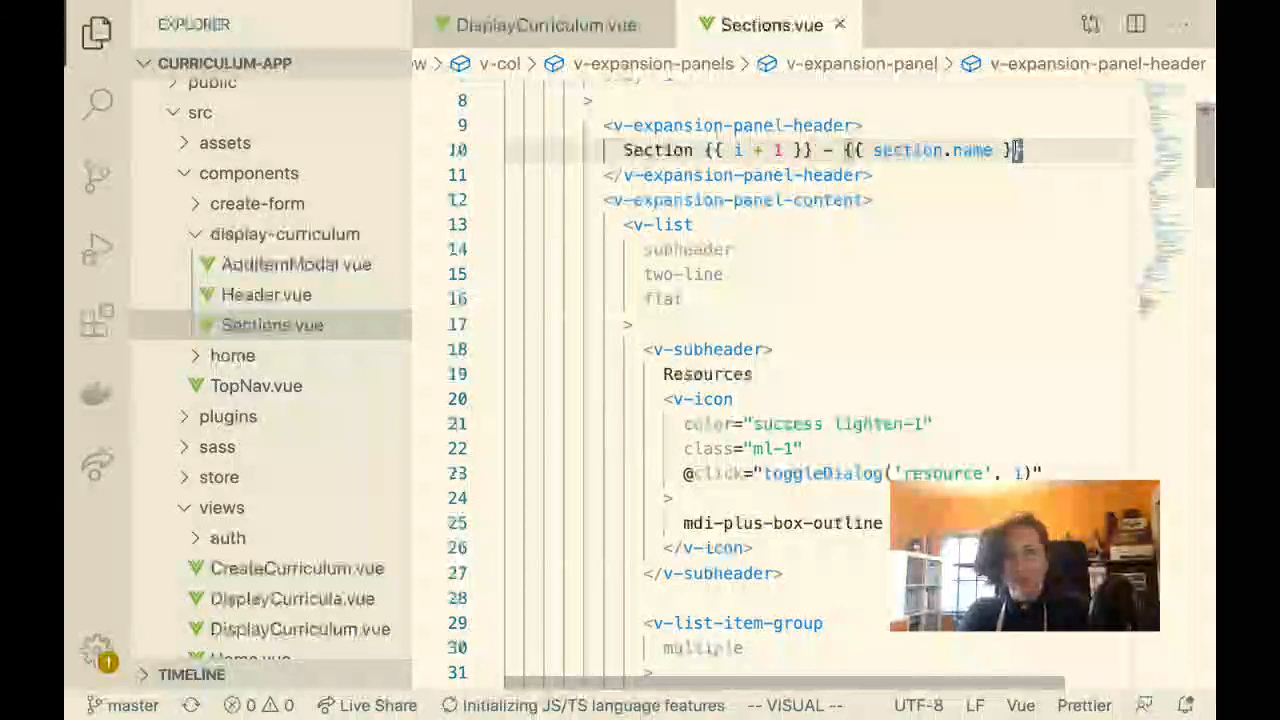 EXPLORER
DisplayCurriculum.vue
Sections.vue
CURRICULUM-APP
v-col
v-expansion-panels
v-expansion-panel
v-expansion-panel-header
public
src
assets
components
create-form
display-curriculum
AddItemModal.vue
Header.vue
Sections.vue
home
TopNav.vue
plugins
sass
store
views
auth
CreateCurriculum.vue
DisplayCurricula.vue
DisplayCurriculum.vue
TIMELINE
8 >
9 <v-expansion-panel-header>
10 Section {{ i + 1 }} - {{ section.name }}
11 </v-expansion-panel-header>
12 <v-expansion-panel-content>
13 <v-list
14 subheader
15 two-line
16 flat
17 >
18 <v-subheader>
19 Resources
20 <v-icon
21 color="success lighten-1"
22 class="ml-1"
23 @click="toggleDialog('resource', i)"
24 >
25 mdi-plus-box-outline
26 </v-icon>
27 </v-subheader>
28
29 <v-list-item-group
30 multiple
31 >
master 0 0 Live Share Initializing JS/TS language features -- VISUAL -- UTF-8 LF Vue Prettier